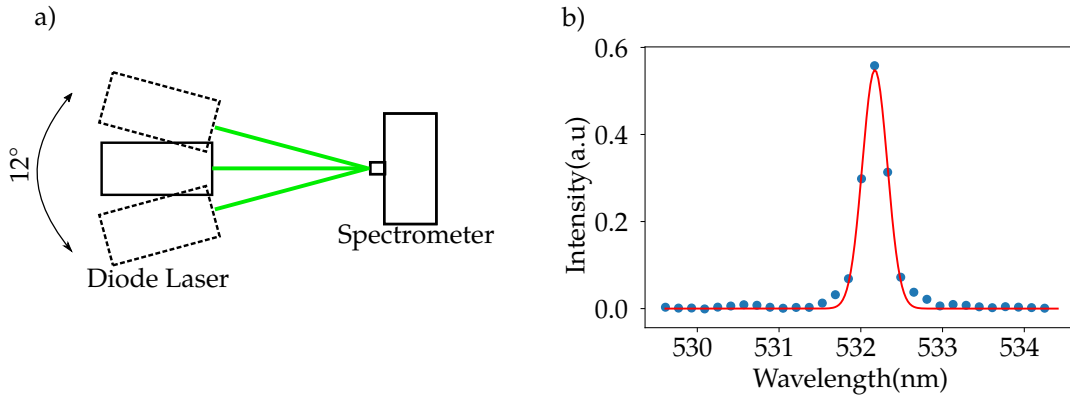 a)
12°
Diode Laser
Spectrometer
b)
Intensity(a.u)
0.6
0.4
0.2
0.0
530 531 532 533 534
Wavelength(nm)